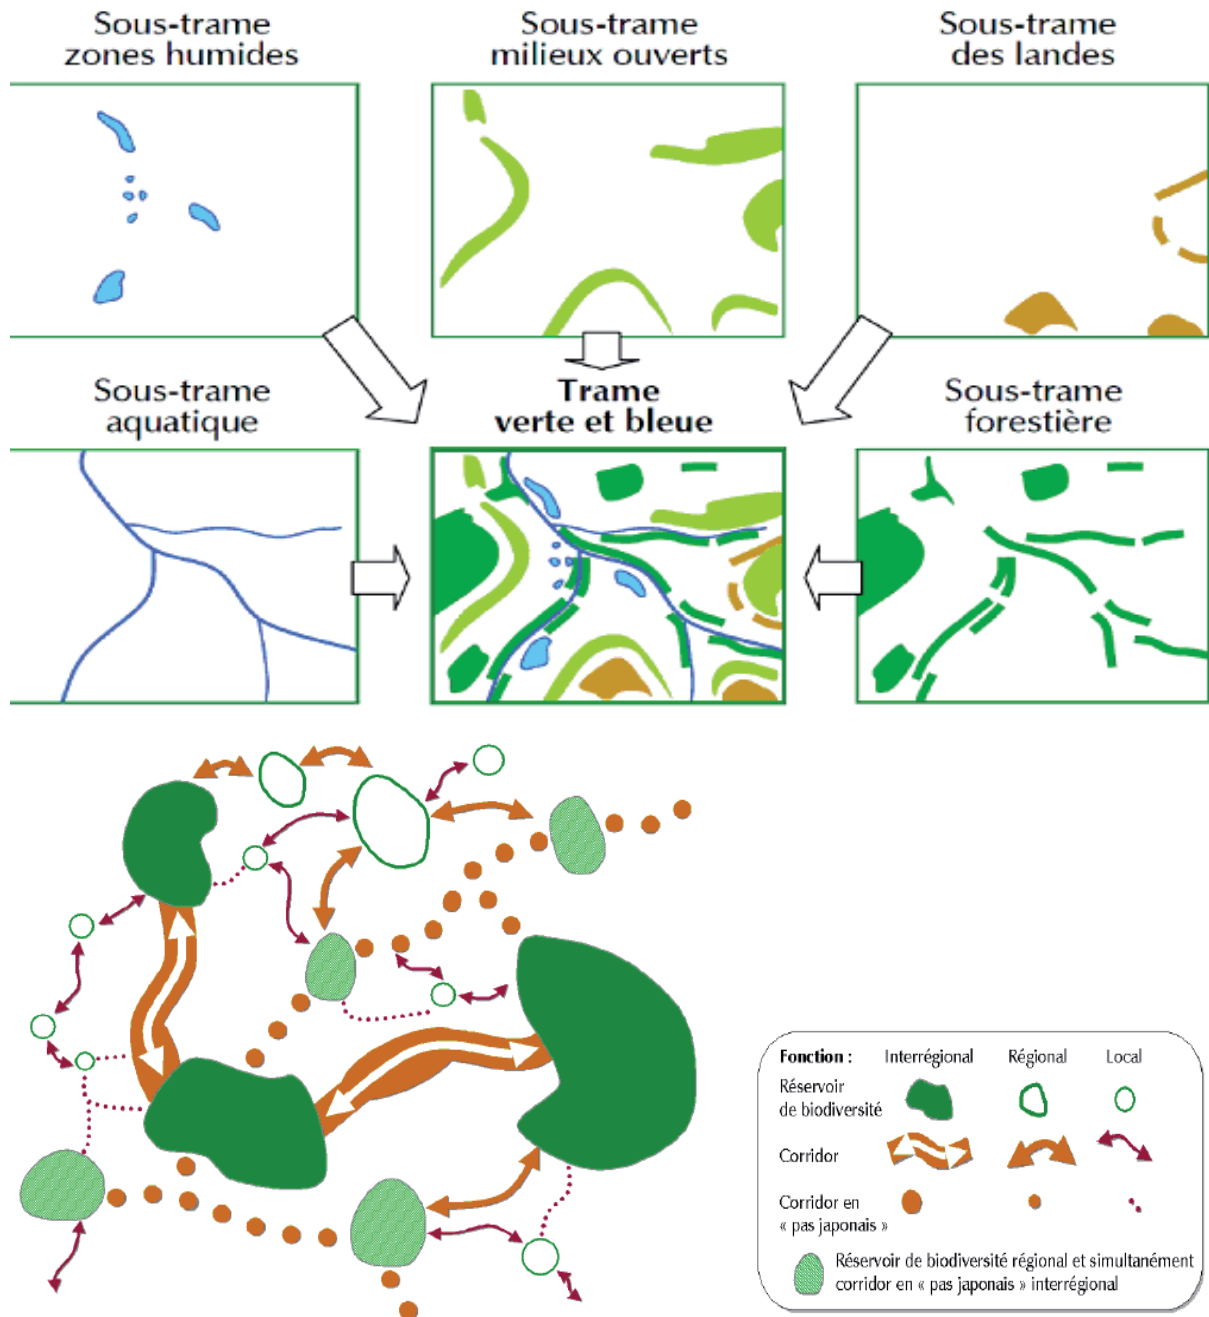 Sous-trame
zones humides
Sous-trame
milieux ouverts
Sous-trame
des landes
Sous-trame
aquatique
Trame
verte et bleue
Sous-trame
forestière
Fonction :
Interrégional
Régional
Local
Réservoir
de biodiversité
Corridor
Corridor en
« pas japonais »
Réservoir de biodiversité régional et simultanément
corridor en « pas japonais » interrégional